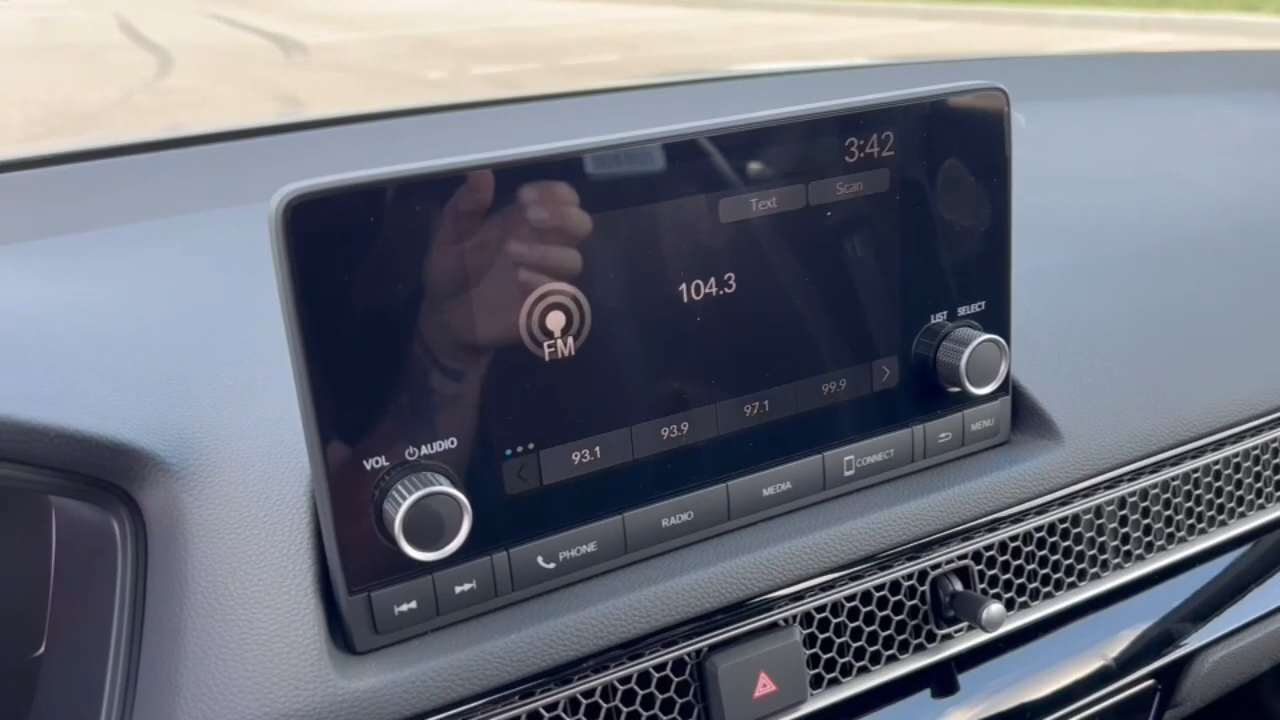 3:42
Text Scan
104.3
FM
LIST SELECT
93.1 93.9 97.1 99.9
VOL AUDIO
PHONE RADIO MEDIA CONNECT MENU